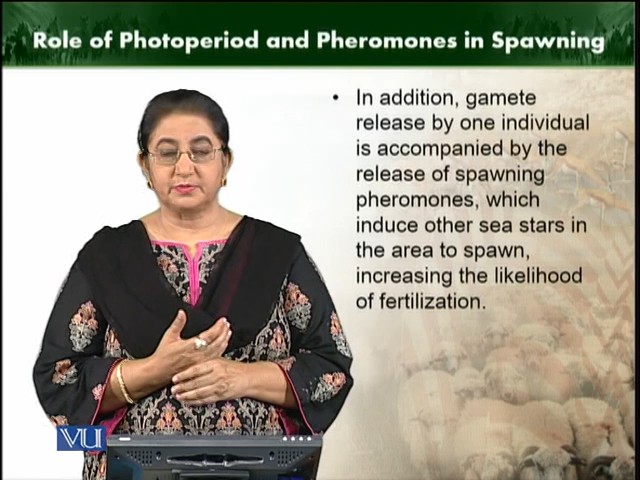 Role of Photoperiod and Pheromones in Spawning
• In addition, gamete
release by one individual
is accompanied by the
release of spawning
pheromones, which
induce other sea stars in
the area to spawn,
increasing the likelihood
of fertilization.
VU